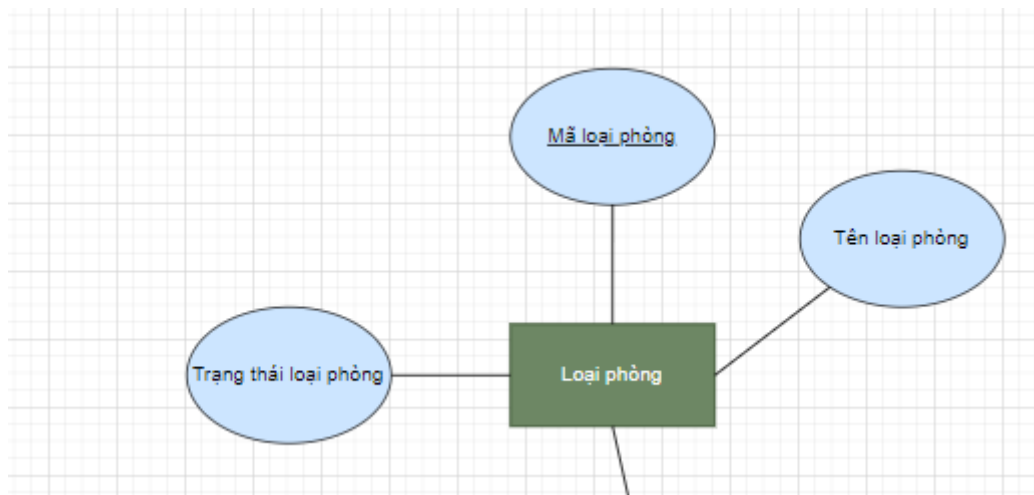 Mã loại phòng
Tên loại phòng
Trạng thái loại phòng
Loại phòng